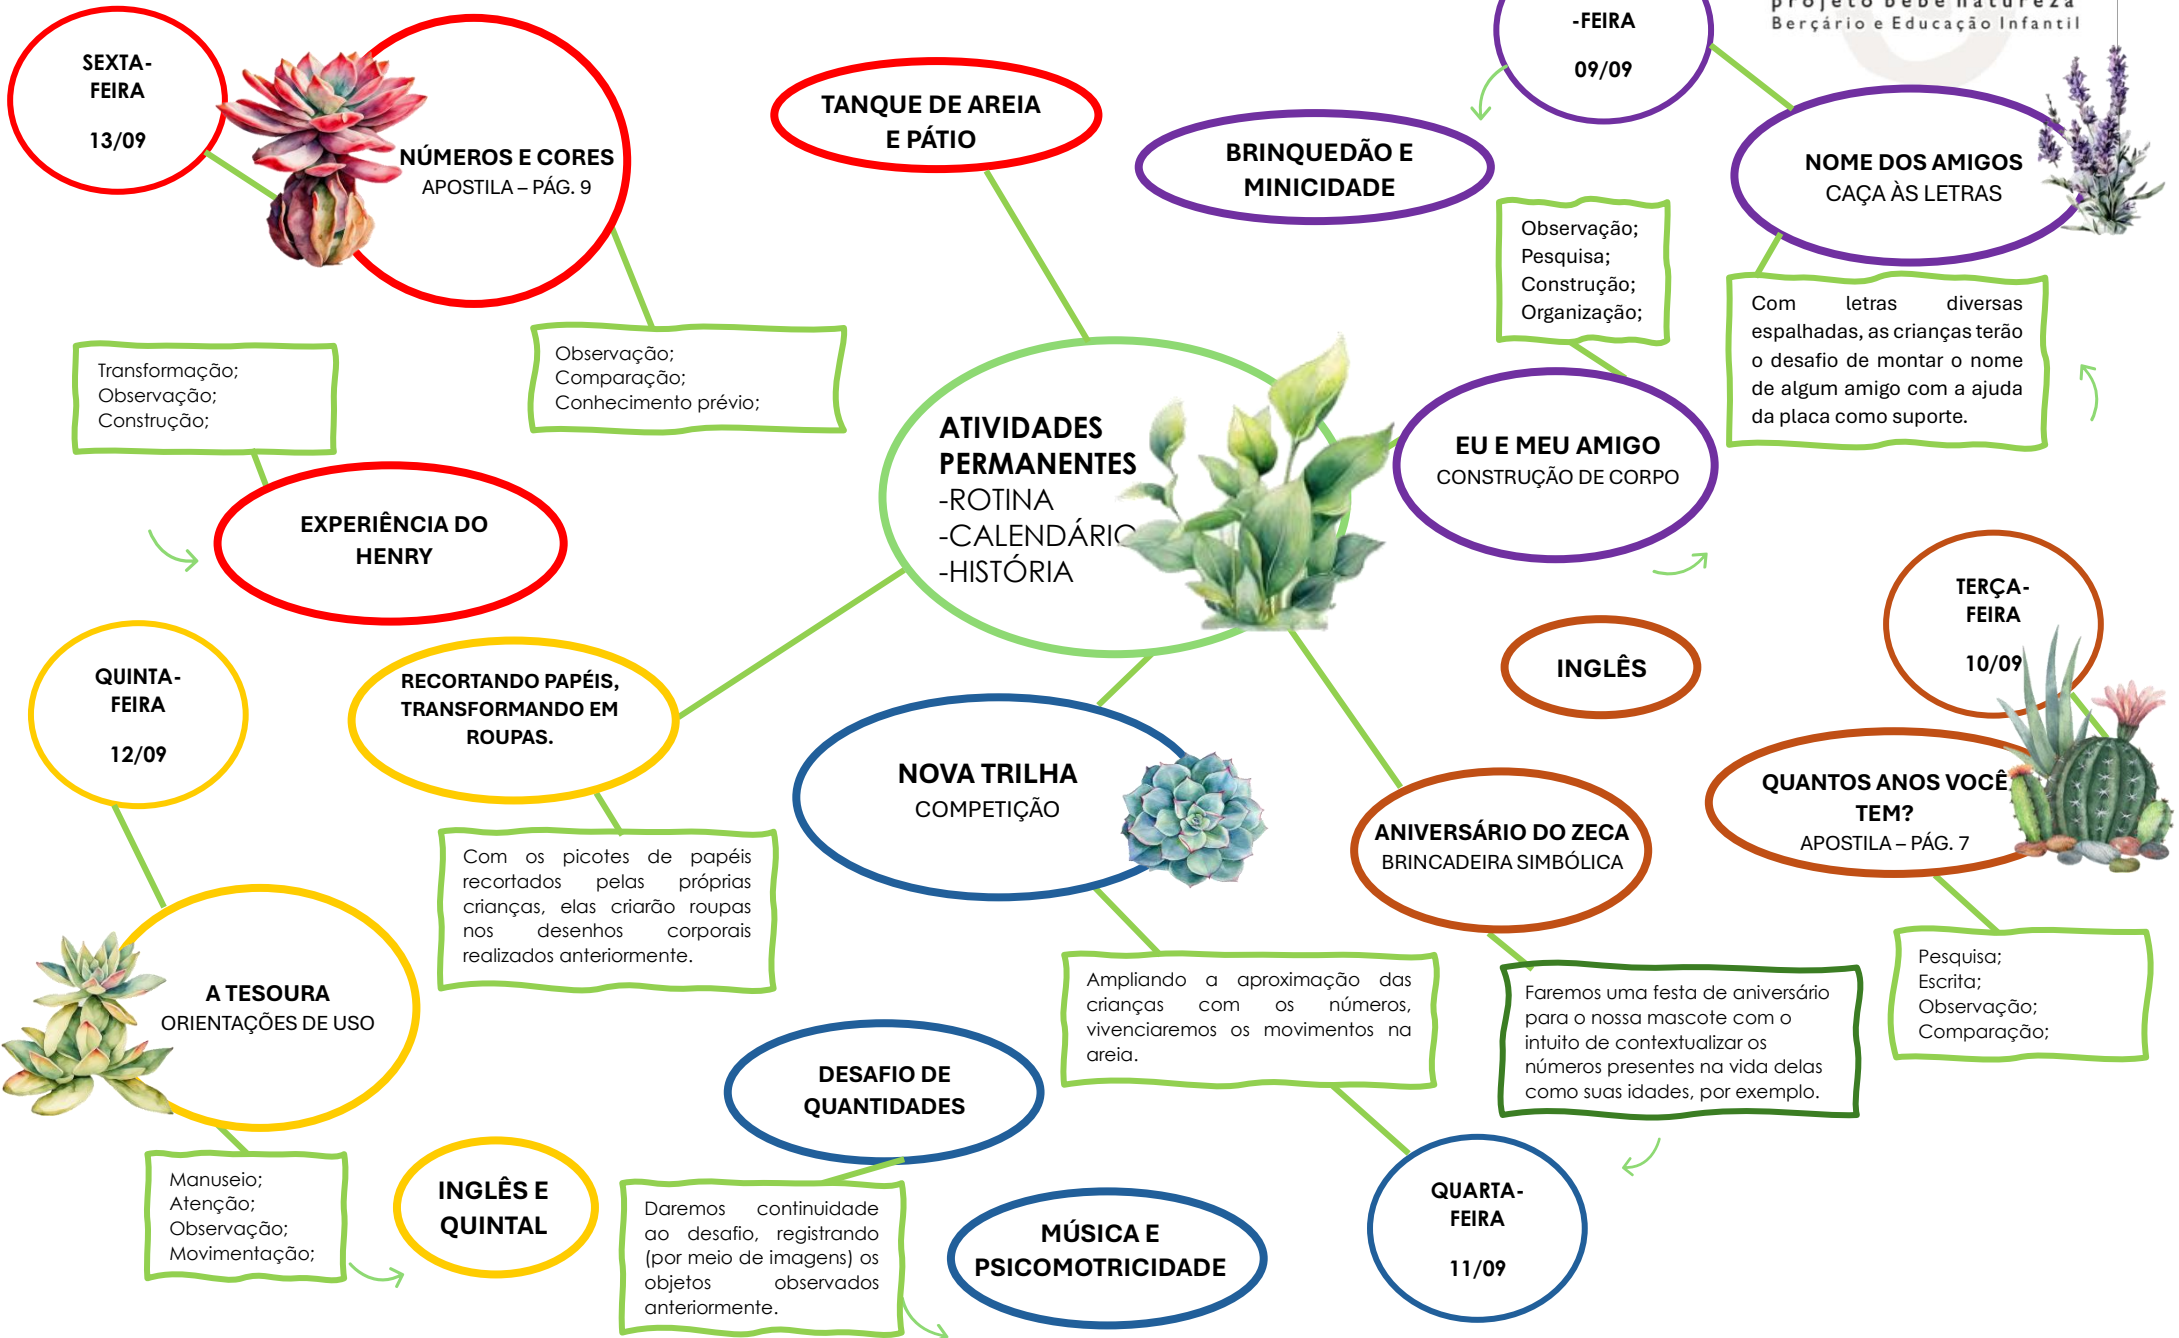 projeto bebê natureza
Berçário e Educação Infantil
-FEIRA
09/09
NOME DOS AMIGOS
CAÇA ÀS LETRAS
Com letras diversas
espalhadas, as crianças terão
o desafio de montar o nome
de algum amigo com a ajuda
da placa como suporte.
BRINQUEDÃO E
MINICIDADE
Observação;
Pesquisa;
Construção;
Organização;
EU E MEU AMIGO
CONSTRUÇÃO DE CORPO
TANQUE DE AREIA
E PÁTIO
SEXTA-
FEIRA
13/09
NÚMEROS E CORES
APOSTILA – PÁG. 9
Observação;
Comparação;
Conhecimento prévio;
Transformação;
Observação;
Construção;
EXPERIÊNCIA DO
HENRY
ATIVIDADES
PERMANENTES
-ROTINA
-CALENDÁRIO
-HISTÓRIA
INGLÊS
TERÇA-
FEIRA
10/09
QUANTOS ANOS VOCÊ
TEM?
APOSTILA – PÁG. 7
Pesquisa;
Escrita;
Observação;
Comparação;
ANIVERSÁRIO DO ZECA
BRINCADEIRA SIMBÓLICA
Faremos uma festa de aniversário
para o nossa mascote com o
intuito de contextualizar os
números presentes na vida delas
como suas idades, por exemplo.
QUINTA-
FEIRA
12/09
RECORTANDO PAPÉIS,
TRANSFORMANDO EM
ROUPAS.
Com os picotes de papéis
recortados pelas próprias
crianças, elas criarão roupas
nos desenhos corporais
realizados anteriormente.
A TESOURA
ORIENTAÇÕES DE USO
Manuseio;
Atenção;
Observação;
Movimentação;
INGLÊS E
QUINTAL
NOVA TRILHA
COMPETIÇÃO
Ampliando a aproximação das
crianças com os números,
vivenciaremos os movimentos na
areia.
DESAFIO DE
QUANTIDADES
Daremos continuidade
ao desafio, registrando
(por meio de imagens) os
objetos observados
anteriormente.
MÚSICA E
PSICOMOTRICIDADE
QUARTA-
FEIRA
11/09